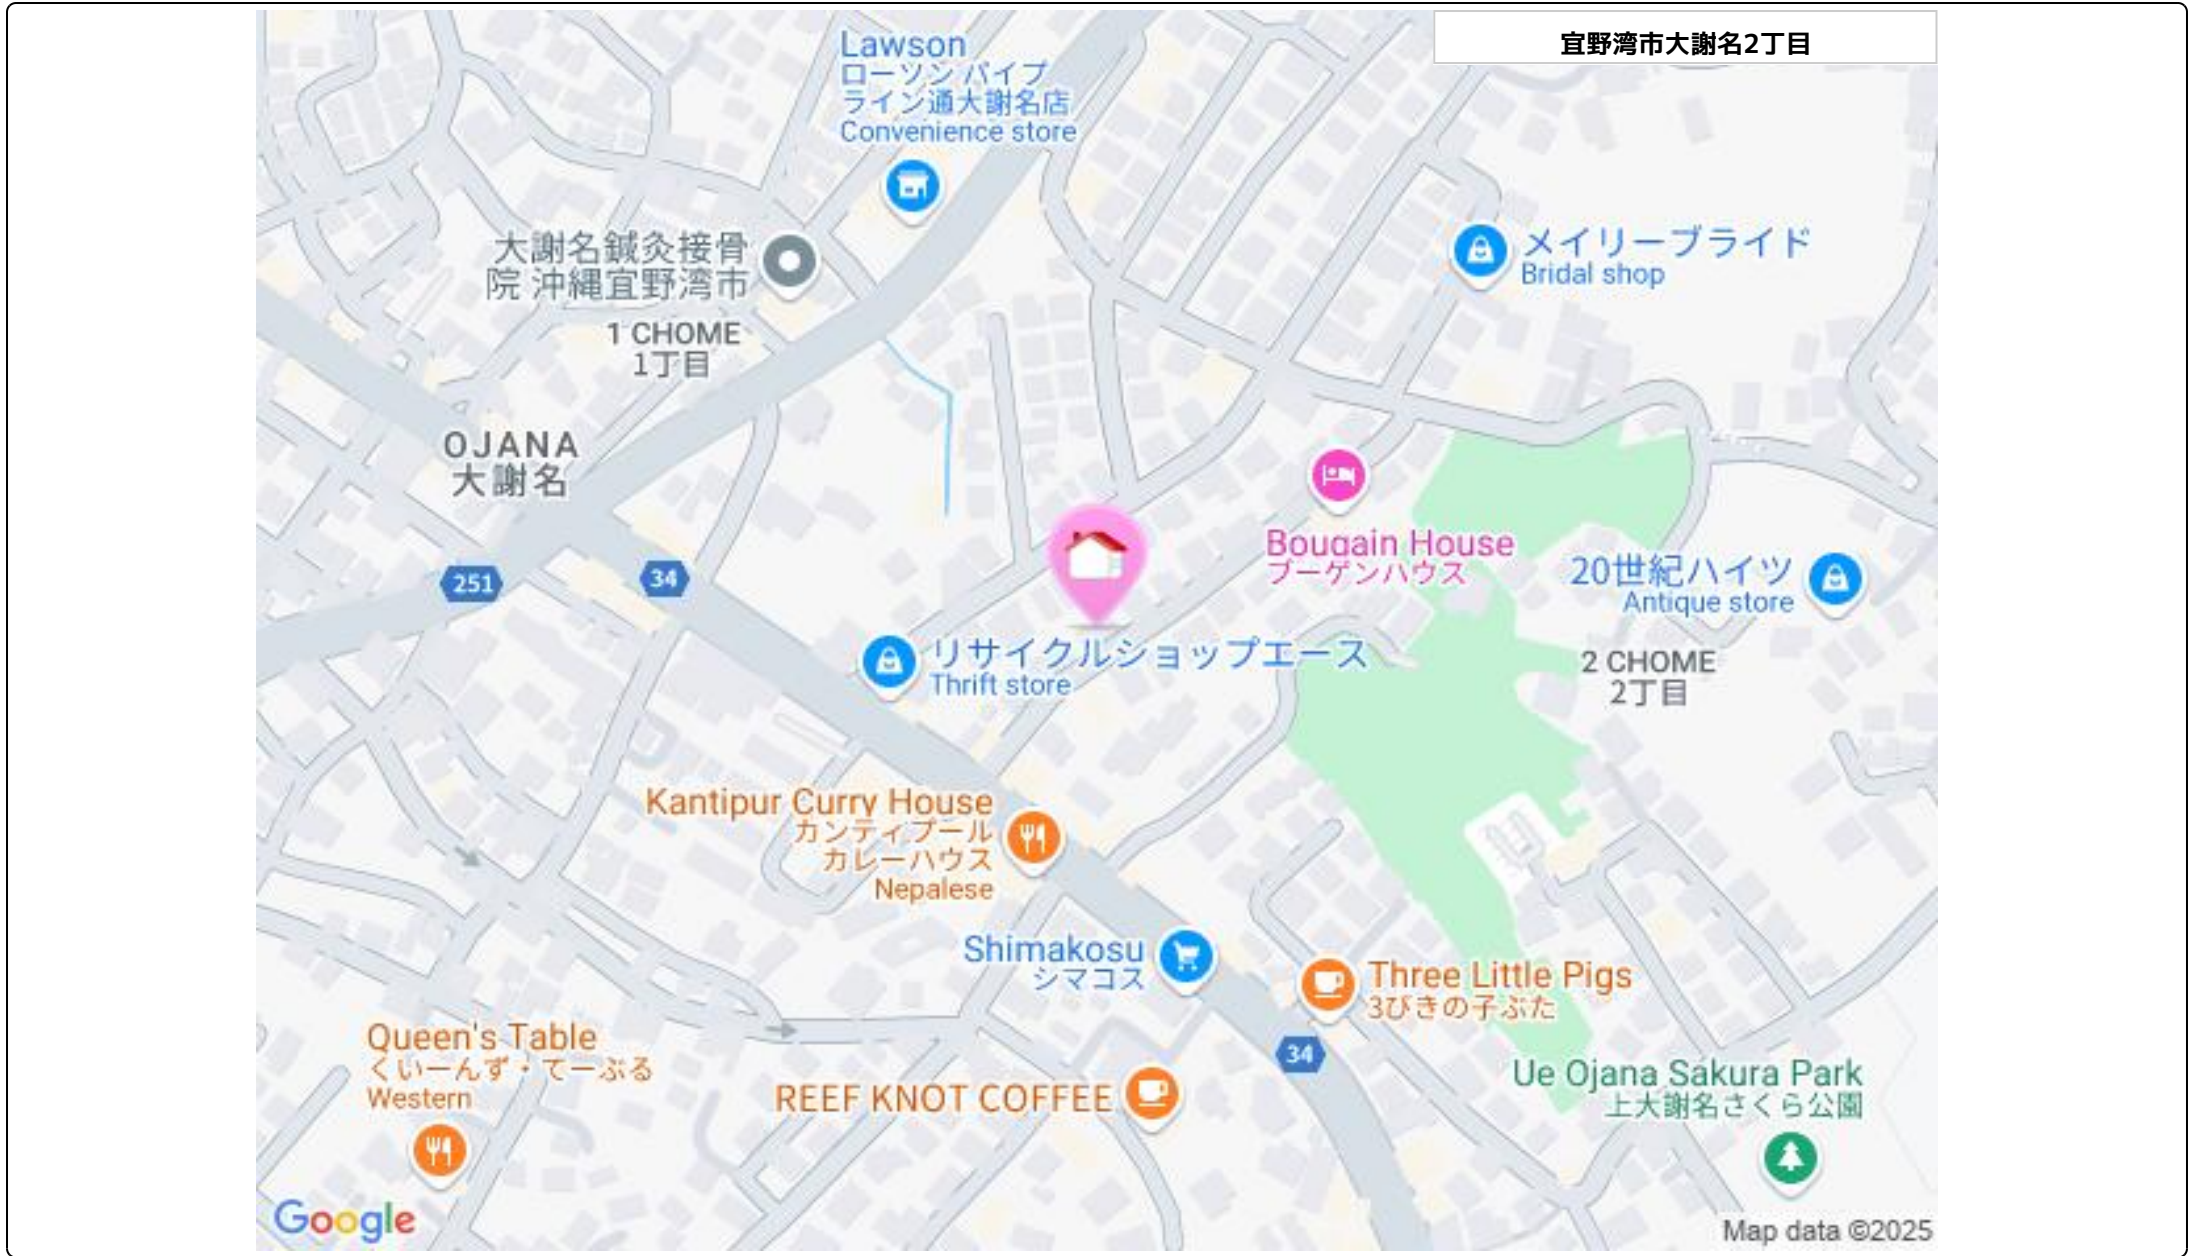 宜野湾市大謝名2丁目
Lawson
ローソン パイプ
ライン通大謝名店
Convenience store
大謝名鍼灸接骨
院 沖縄宜野湾市
メイリーブライド
Bridal shop
1 CHOME
1丁目
OJANA
大謝名
251
34
Bougain House
ブーゲンハウス
20世紀ハイツ
Antique store
リサイクルショップエース
Thrift store
2 CHOME
2丁目
Kantipur Curry House
カンティプール
カレーハウス
Nepalese
Shimakosu
シマコス
Three Little Pigs
3びきの子ぶた
Queen's Table
くいーんず・てーぶる
Western
34
REEF KNOT COFFEE
Ue Ojana Sakura Park
上大謝名さくら公園
Google
Map data ©2025